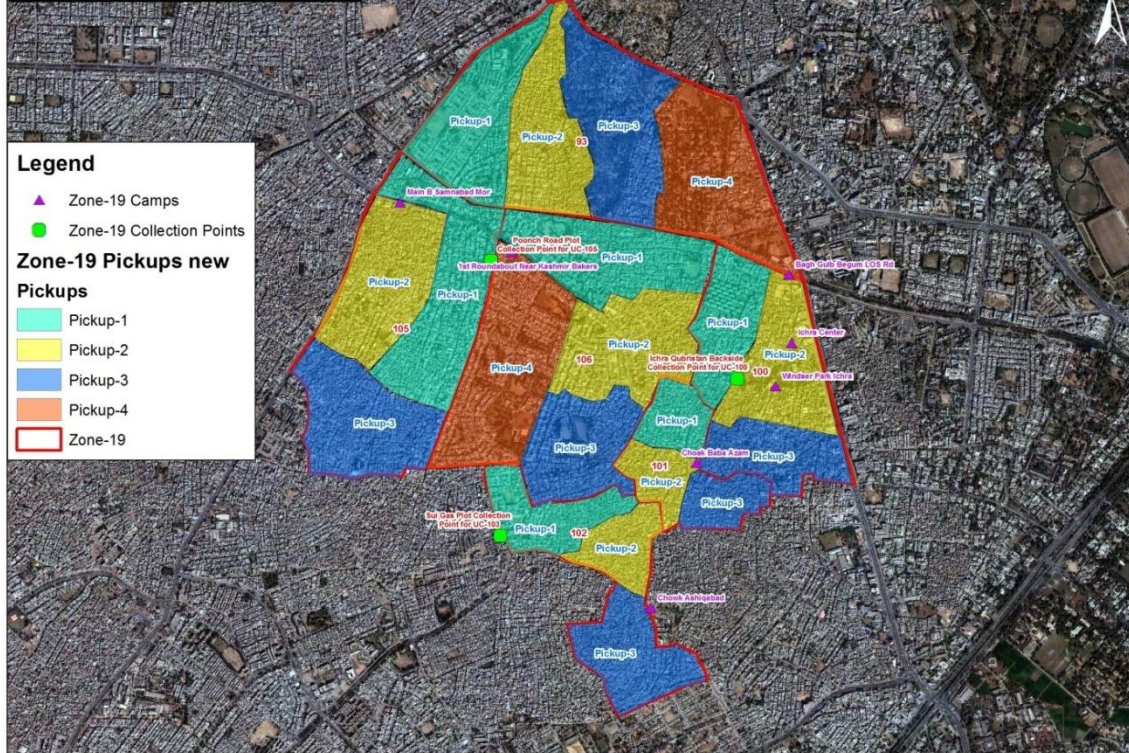 Legend
Zone-19 Camps
Zone-19 Collection Points
Zone-19 Pickups new
Pickups
Pickup-1
Pickup-2
Pickup-3
Pickup-4
Zone-19
Pickup-1
Pickup-2
93
Pickup-3
Pickup-4
Main B Samnabad Mor
Poonch Road Plot
Collection Point for UC-105
1st Roundabout Near Kashmir Bakers
Pickup-1
Bagh Gulb Begum LOS Rd
Pickup-2
Pickup-1
105
Pickup-3
Pickup-4
106
Pickup-2
Pickup-3
Pickup-1
Ichra Center
Pickup-2
Ichra Qubristan Backside
Collection Point for UC-100
100
Windser Park Ichra
Pickup-3
Pickup-1
101
Pickup-2
Choak Baba Azam
Pickup-3
Sui Gas Plot Collection
Point for UC-103
Pickup-1
102
Pickup-2
Chowk Ashiqabad
Pickup-3